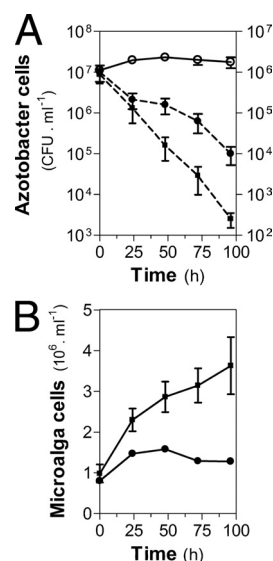 A
Azotobacter cells
(CFU . ml⁻¹)
10⁸
10⁷
10⁶
10⁵
10⁴
10³
10⁶
10⁶
10⁵
10⁴
10³
10²
0 25 50 75 100
Time (h)
B
Microalga cells (10⁶. ml⁻¹)
5
4
3
2
1
0
0 25 50 75 100
Time (h)